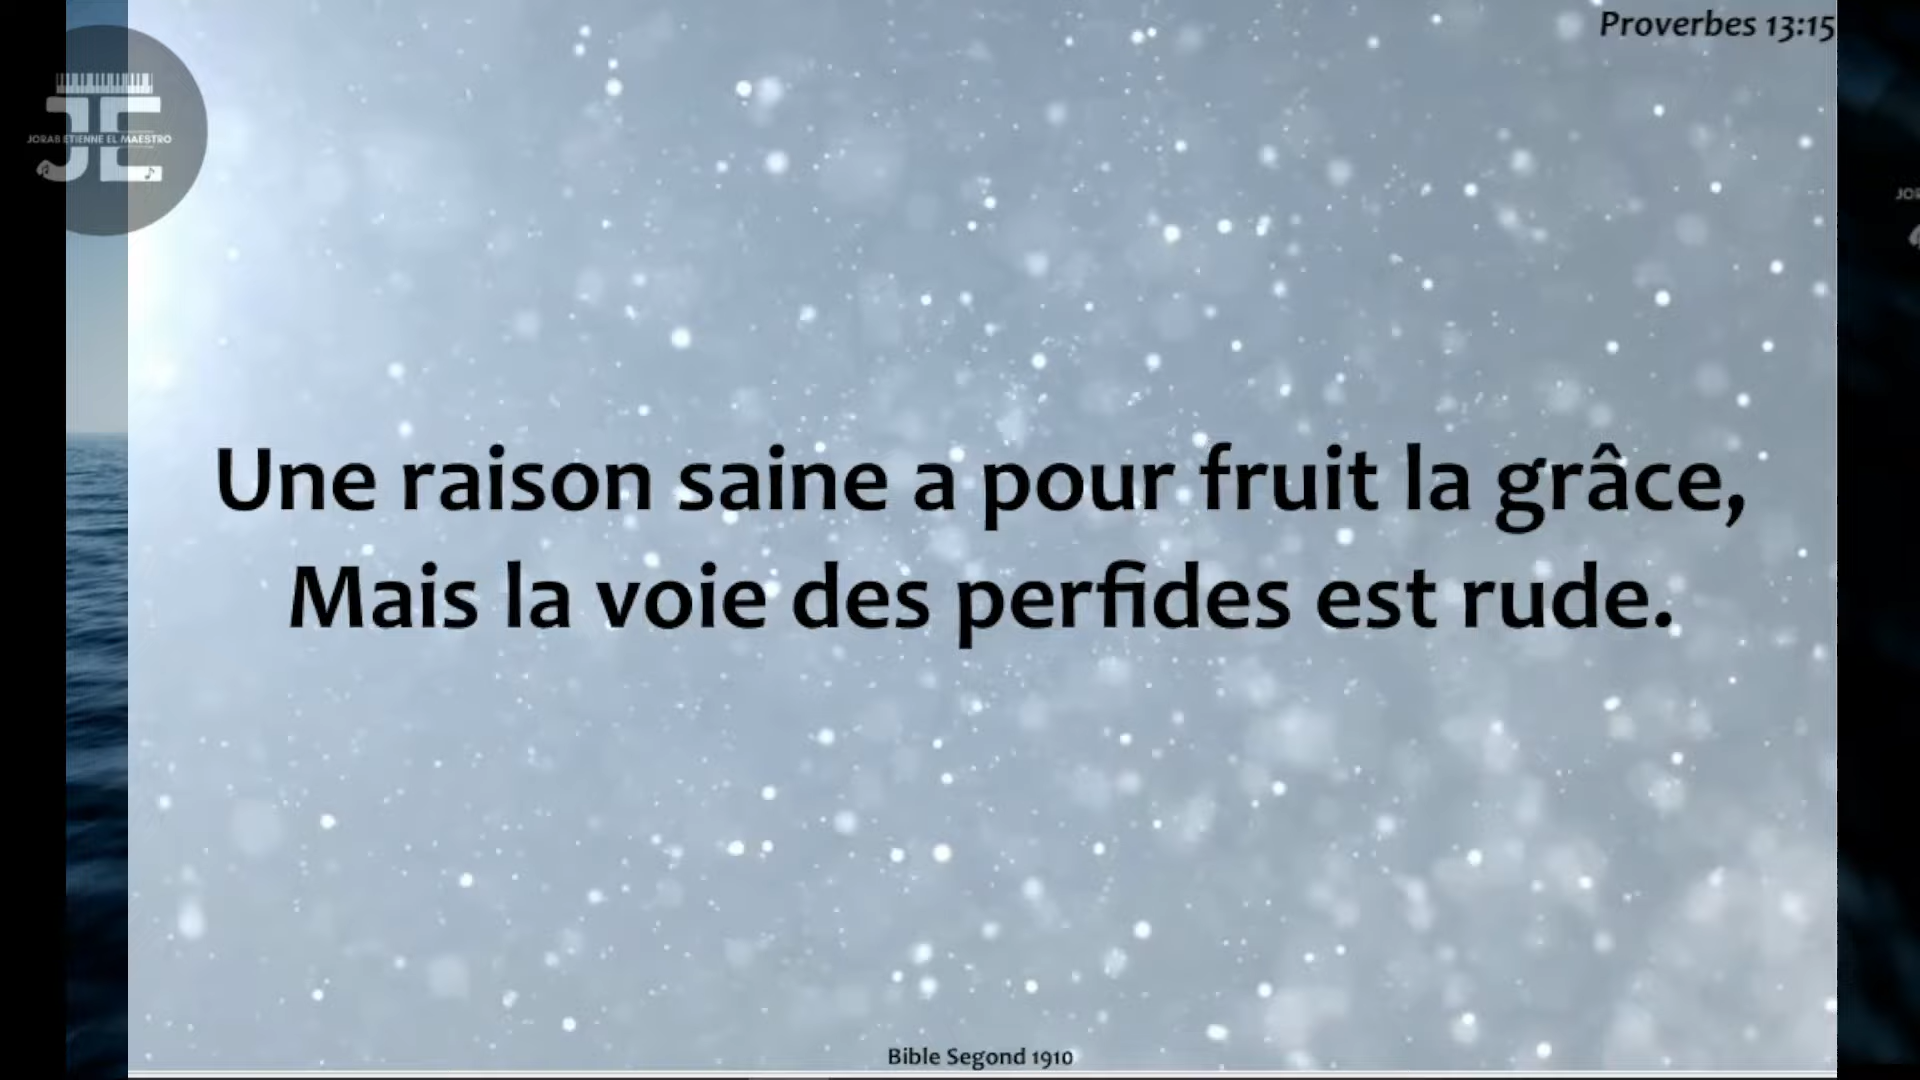 Proverbes 13:15
JE
JORAB ETIENNE EL MAESTRO
Une raison saine a pour fruit la grâce,
Mais la voie des perfides est rude.
Bible Segond 1910